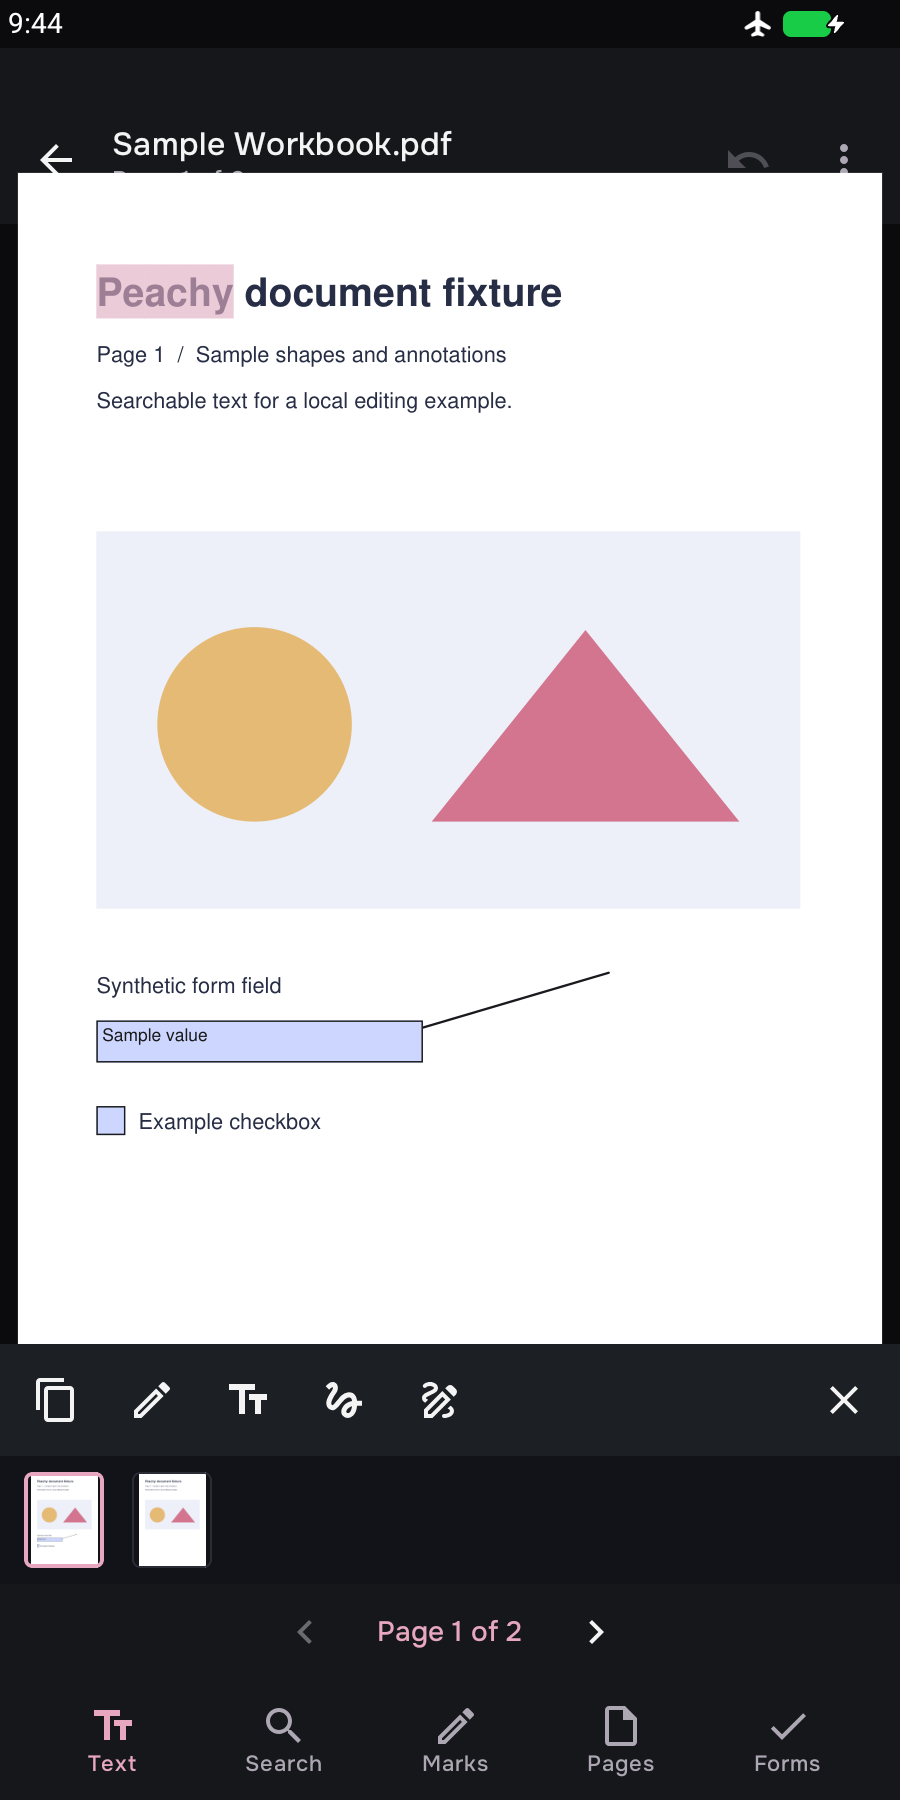 9:44
Sample Workbook.pdf
Peachy document fixture
Page 1 / Sample shapes and annotations
Searchable text for a local editing example.
Synthetic form field
Sample value
Example checkbox
Page 1 of 2
Text Search Marks Pages Forms